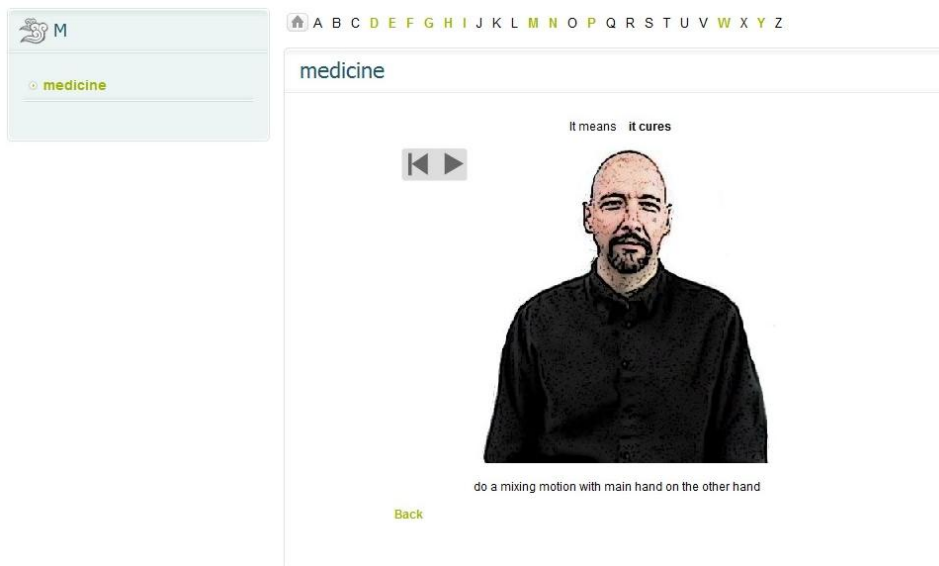 M
medicine
A B C D E F G H I J K L M N O P Q R S T U V W X Y Z
medicine
It means it cures
do a mixing motion with main hand on the other hand
Back